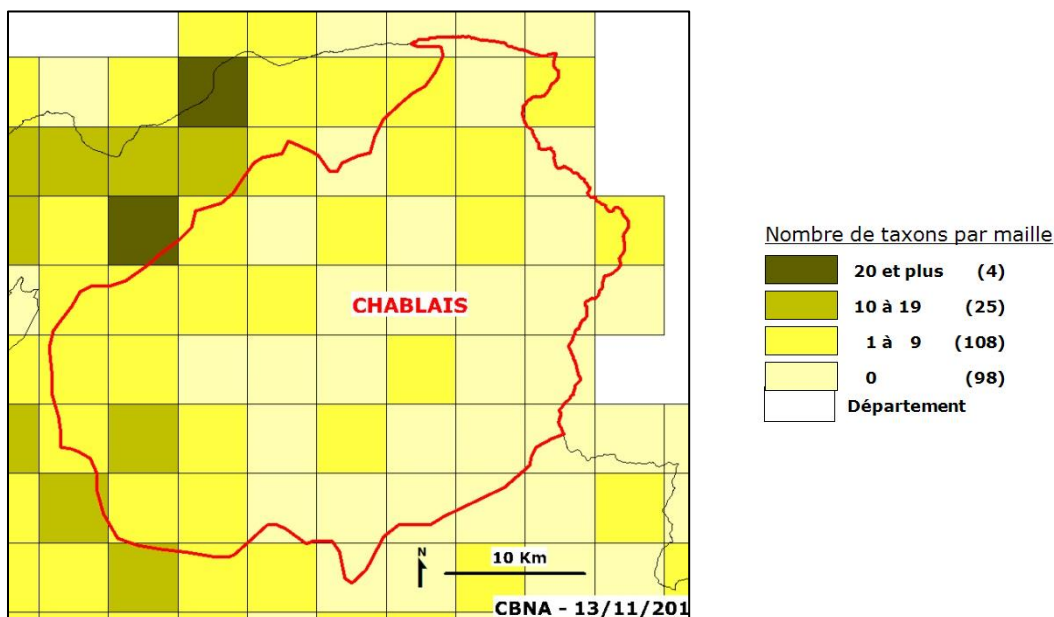 CHABLAIS
N
10 Km
CBNA - 13/11/201
Nombre de taxons par maille
20 et plus (4)
10 à 19 (25)
1 à 9 (108)
0 (98)
Département